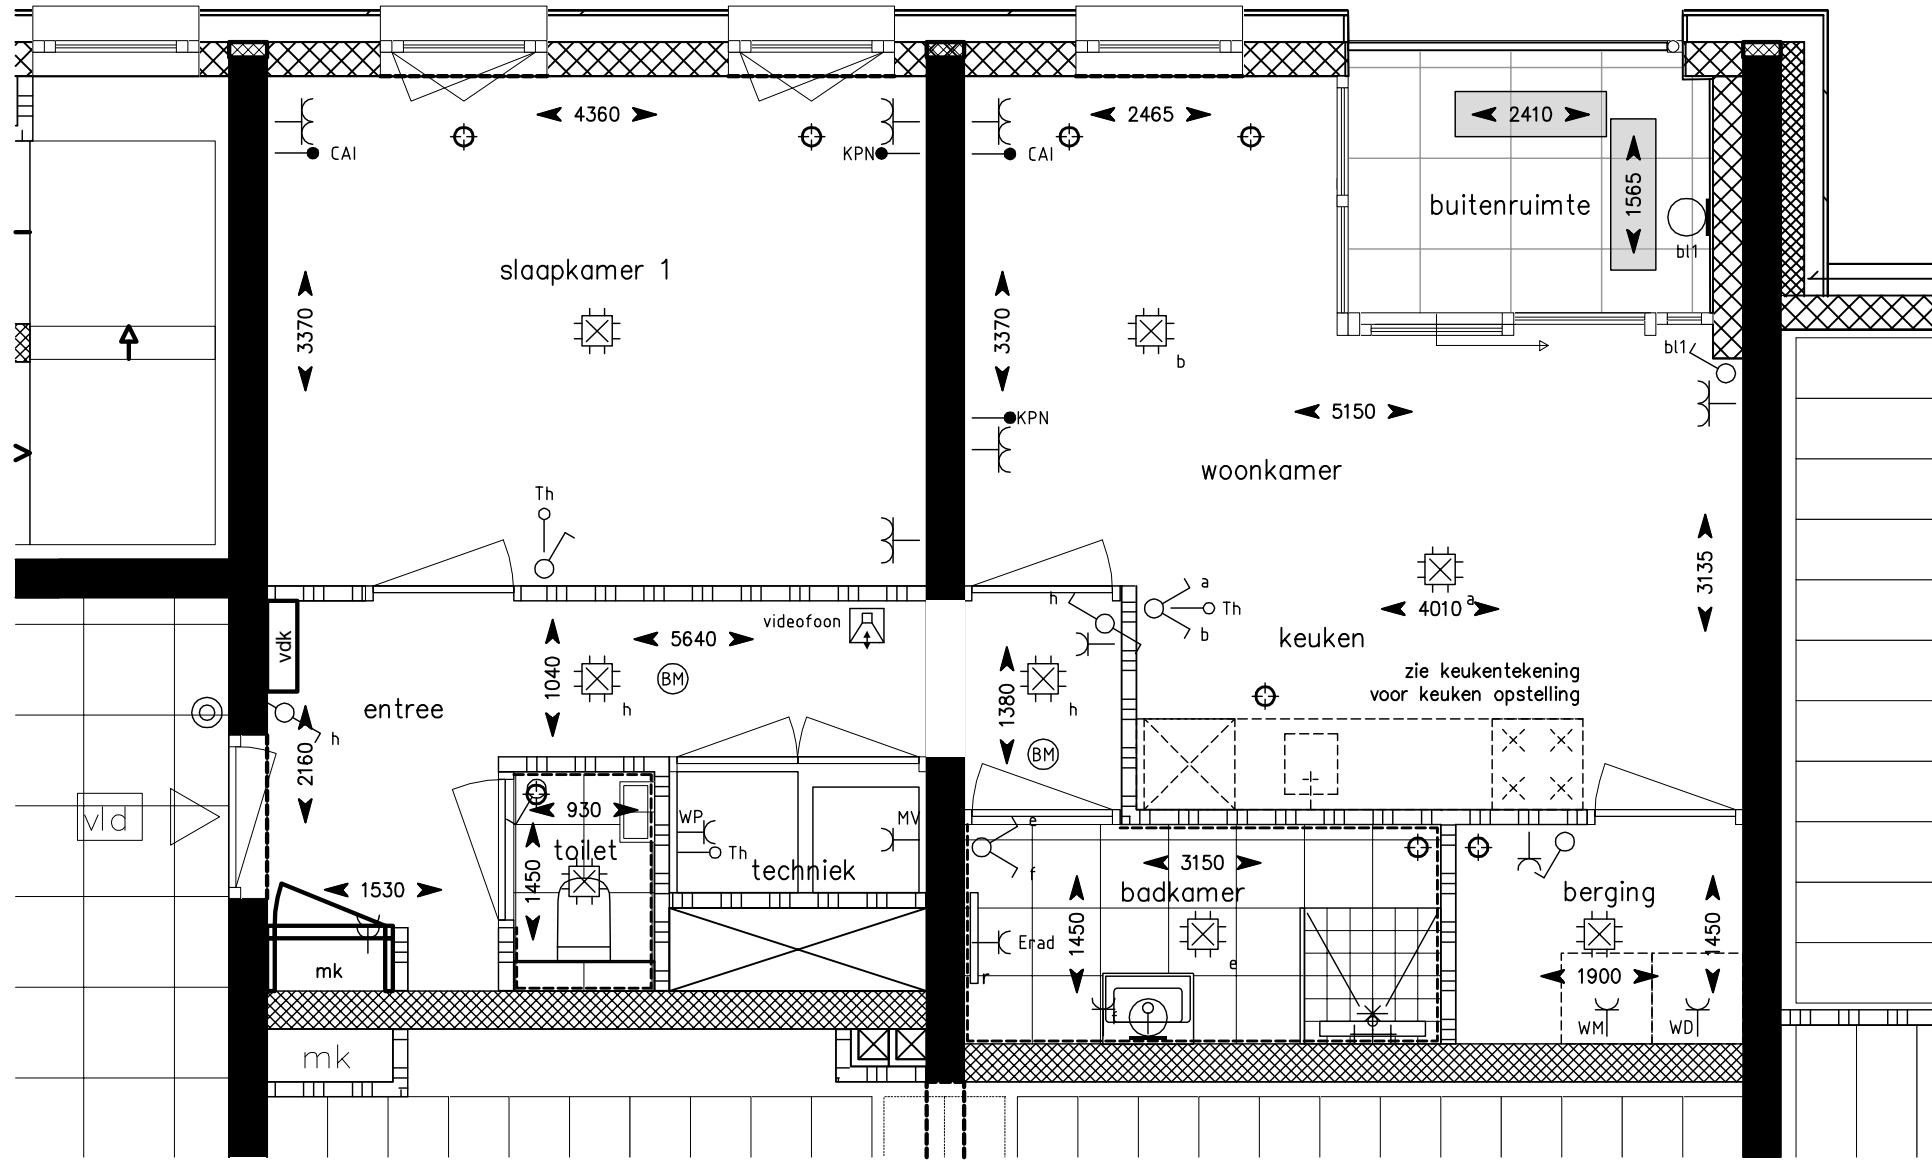 4360
2465
2410
CAI
KPN
CAI
1565
buitenruimte
bl1
slaapkamer 1
3370
3370
b
bl1
KPN
5150
woonkamer
Th
3135
a
Th
b
h
4010
a
keuken
zie keukentekening
voor keuken opstelling
videofoon
vdk
5640
1040
BM
h
entree
h
2160
1380
h
BM
vld
930
WP
MV
Th
toilet
techniek
1450
1530
mk
e
f
3150
badkamer
1450
Erad
e
r
f
berging
1450
1900
WM
WD
mk